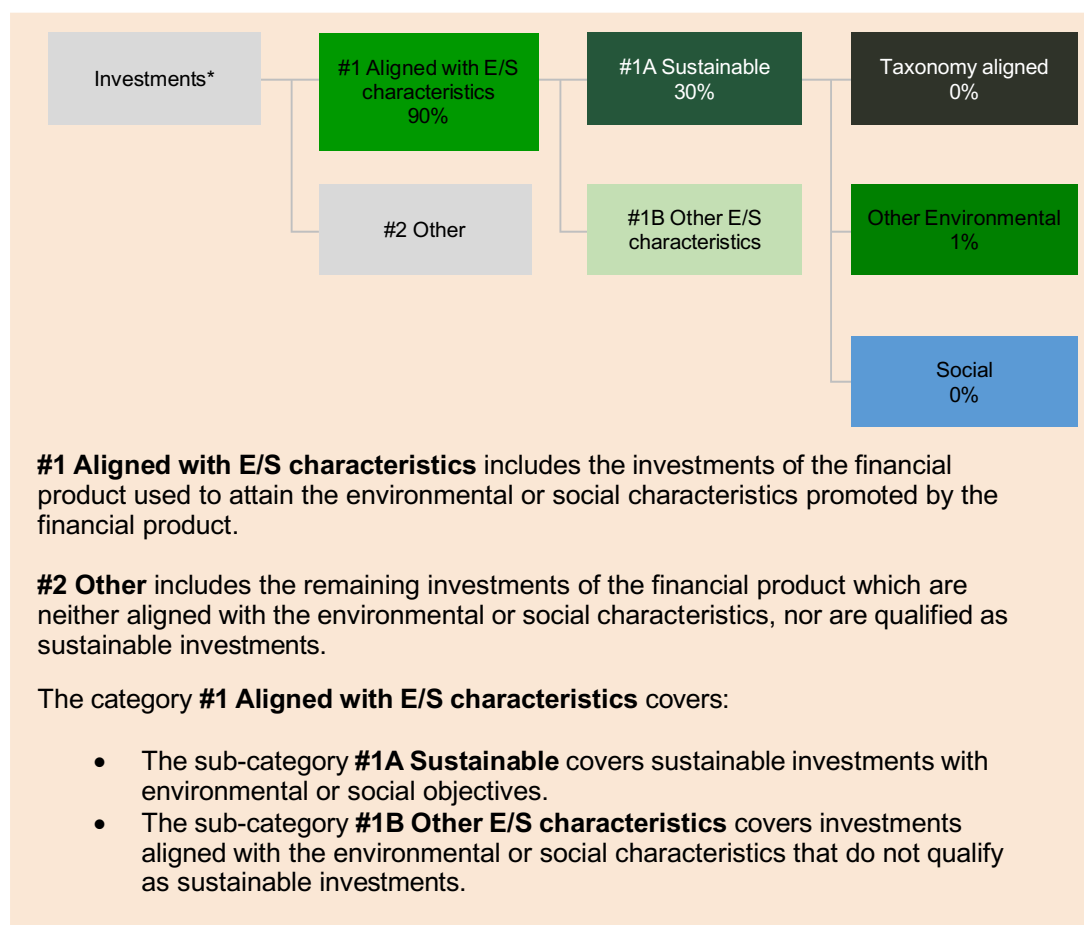 Investments*
#1 Aligned with E/S
characteristics
90%
#1A Sustainable
30%
Taxonomy aligned
0%
#2 Other
#1B Other E/S
characteristics
Other Environmental
1%
Social
0%
#1 Aligned with E/S characteristics includes the investments of the financial
product used to attain the environmental or social characteristics promoted by the
financial product.
#2 Other includes the remaining investments of the financial product which are
neither aligned with the environmental or social characteristics, nor are qualified as
sustainable investments.
The category #1 Aligned with E/S characteristics covers:
• The sub-category #1A Sustainable covers sustainable investments with
environmental or social objectives.
• The sub-category #1B Other E/S characteristics covers investments
aligned with the environmental or social characteristics that do not qualify
as sustainable investments.